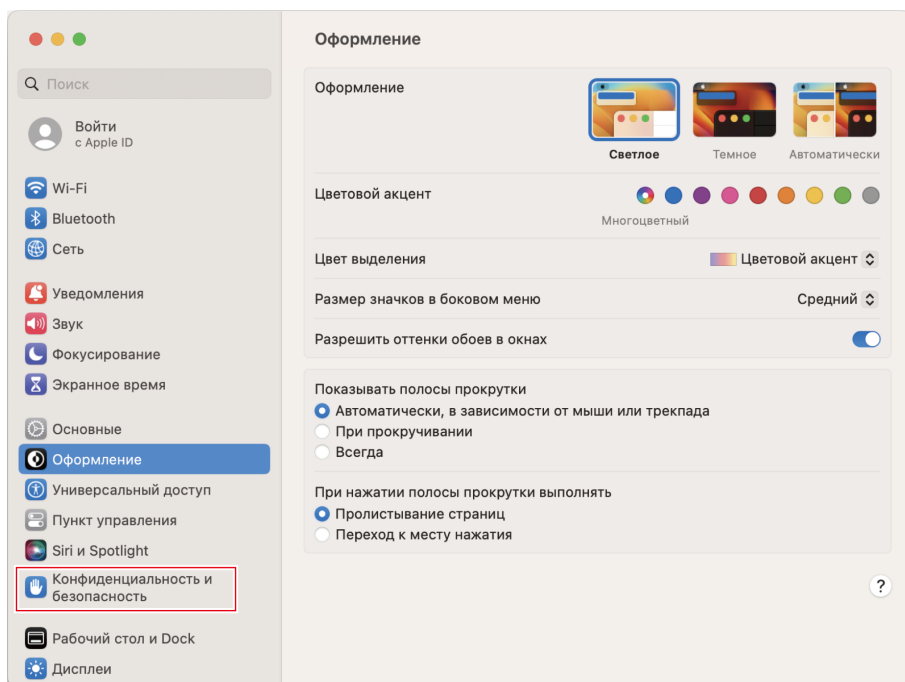 Оформление
Поиск
Войти
с Apple ID
Wi-Fi
Bluetooth
Сеть
Уведомления
Звук
Фокусирование
Экранное время
Основные
Оформление
Универсальный доступ
Пункт управления
Siri и Spotlight
Конфиденциальность и
безопасность
Рабочий стол и Dock
Дисплеи
Оформление
Светлое
Темное
Автоматически
Цветовой акцент
Многоцветный
Цвет выделения
Цветовой акцент
Размер значков в боковом меню
Средний
Разрешить оттенки обоев в окнах
Показывать полосы прокрутки
Автоматически, в зависимости от мыши или трекпада
При прокручивании
Всегда
При нажатии полосы прокрутки выполнять
Пролистывание страниц
Переход к месту нажатия
?